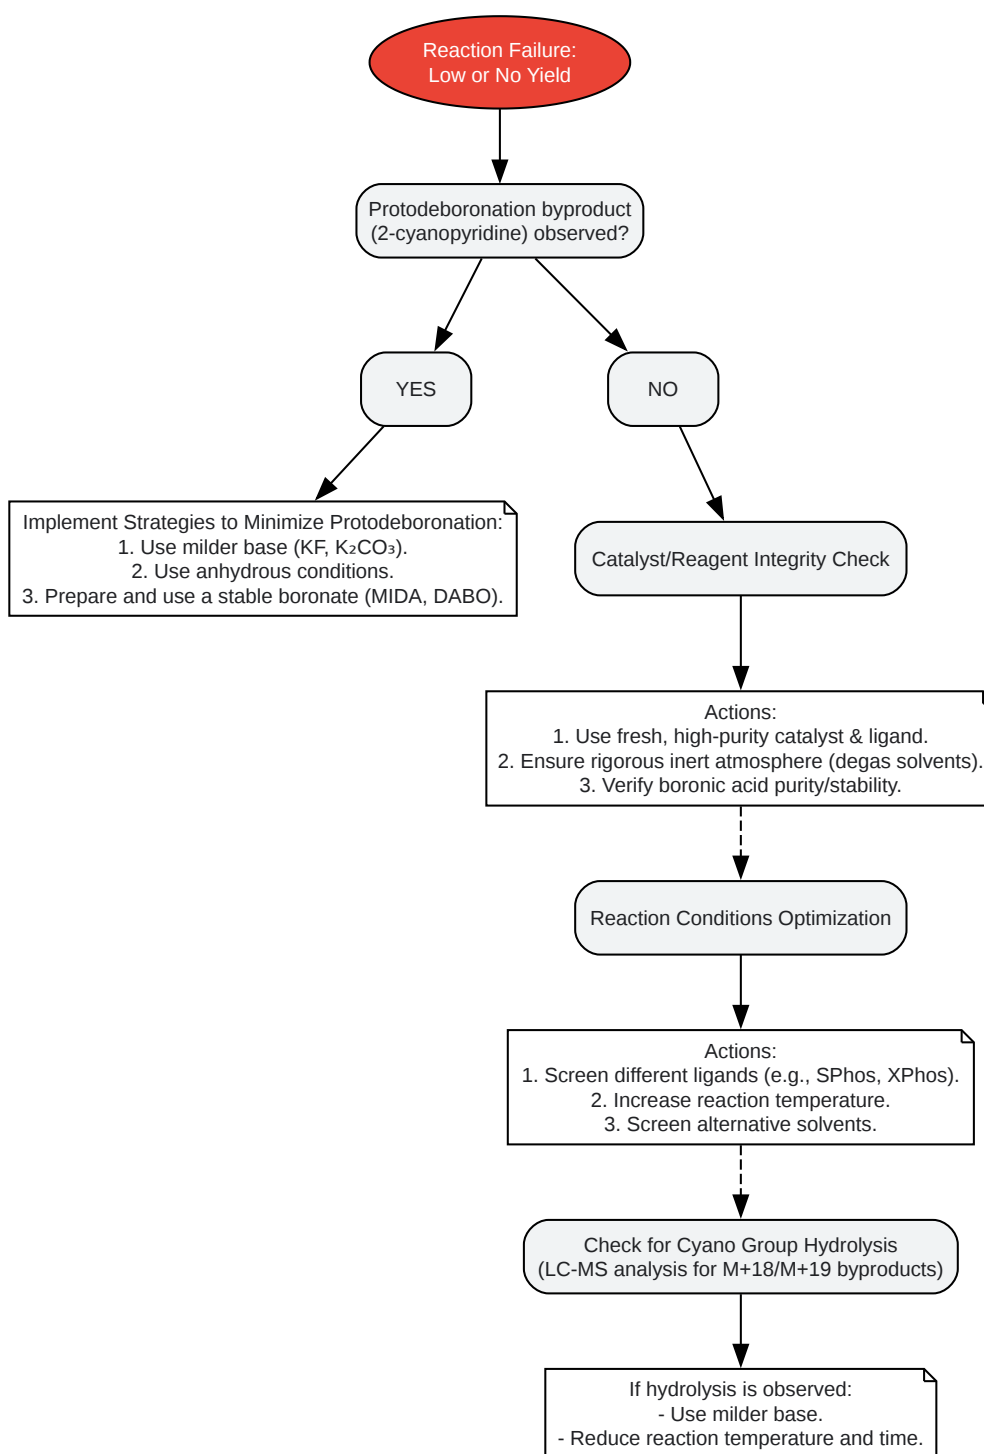 Reaction Failure:
Low or No Yield
Protodeboronation byproduct
(2-cyanopyridine) observed?
YES
NO
Implement Strategies to Minimize Protodeboronation:
1. Use milder base (KF, K₂CO₃).
2. Use anhydrous conditions.
3. Prepare and use a stable boronate (MIDA, DABO).
Catalyst/Reagent Integrity Check
Actions:
1. Use fresh, high-purity catalyst & ligand.
2. Ensure rigorous inert atmosphere (degas solvents).
3. Verify boronic acid purity/stability.
Reaction Conditions Optimization
Actions:
1. Screen different ligands (e.g., SPhos, XPhos).
2. Increase reaction temperature.
3. Screen alternative solvents.
Check for Cyano Group Hydrolysis
(LC-MS analysis for M+18/M+19 byproducts)
If hydrolysis is observed:
- Use milder base.
- Reduce reaction temperature and time.